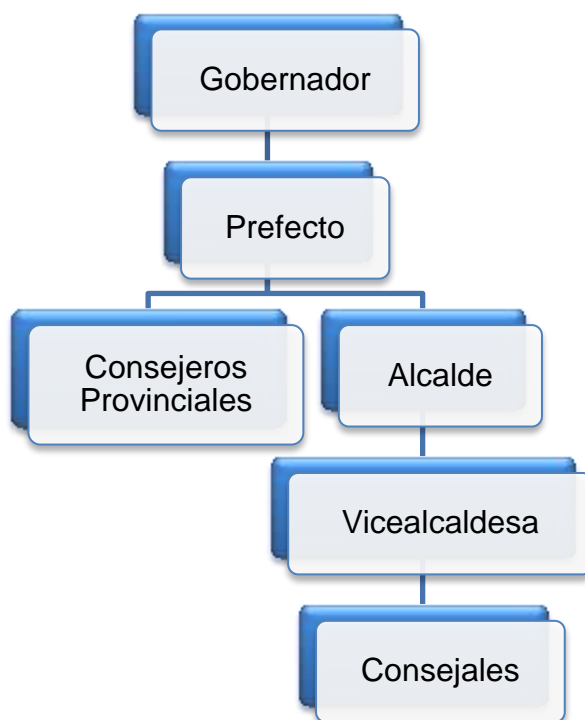 Gobernador
Prefecto
Consejeros
Provinciales
Alcalde
Vicealcaldesa
Consejales